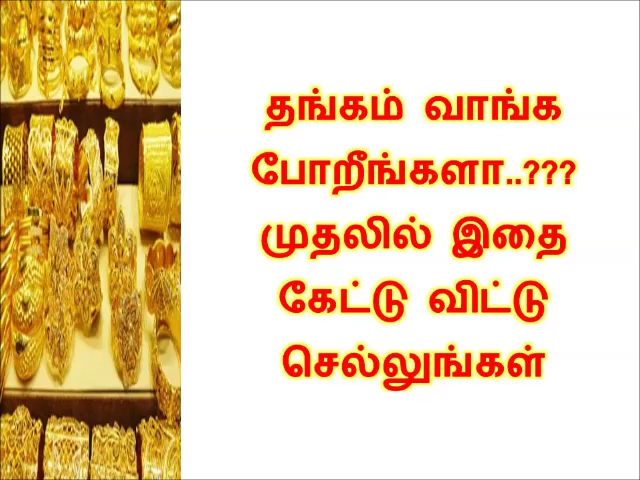 தங்கம் வாங்க
போறீங்களா..???
முதலில் இதை
கேட்டு விட்டு
செல்லுங்கள்